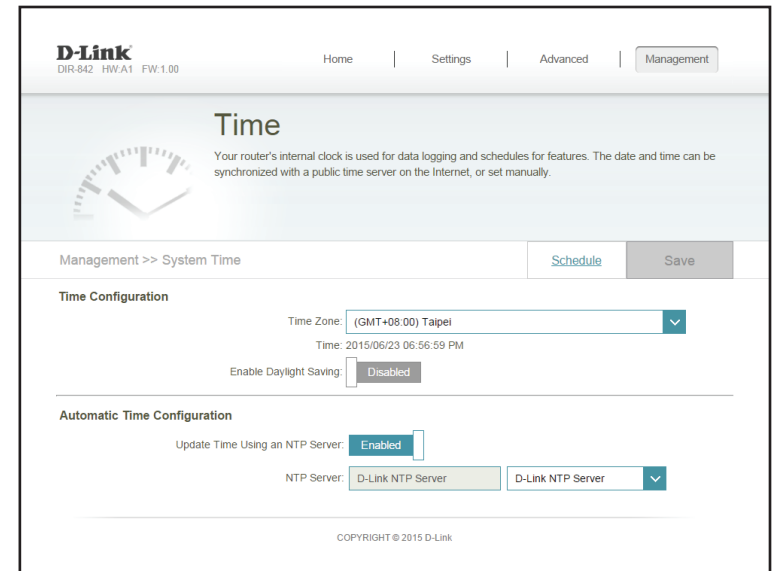 D-Link
DIR-842 HW:A1 FW:1.00
Home Settings Advanced Management
Time
Your router's internal clock is used for data logging and schedules for features. The date and time can be
synchronized with a public time server on the Internet, or set manually.
Management >> System Time Schedule Save
Time Configuration
Time Zone: (GMT+08:00) Taipei
Time: 2015/06/23 06:56:59 PM
Enable Daylight Saving: Disabled
Automatic Time Configuration
Update Time Using an NTP Server: Enabled
NTP Server: D-Link NTP Server D-Link NTP Server
COPYRIGHT © 2015 D-Link